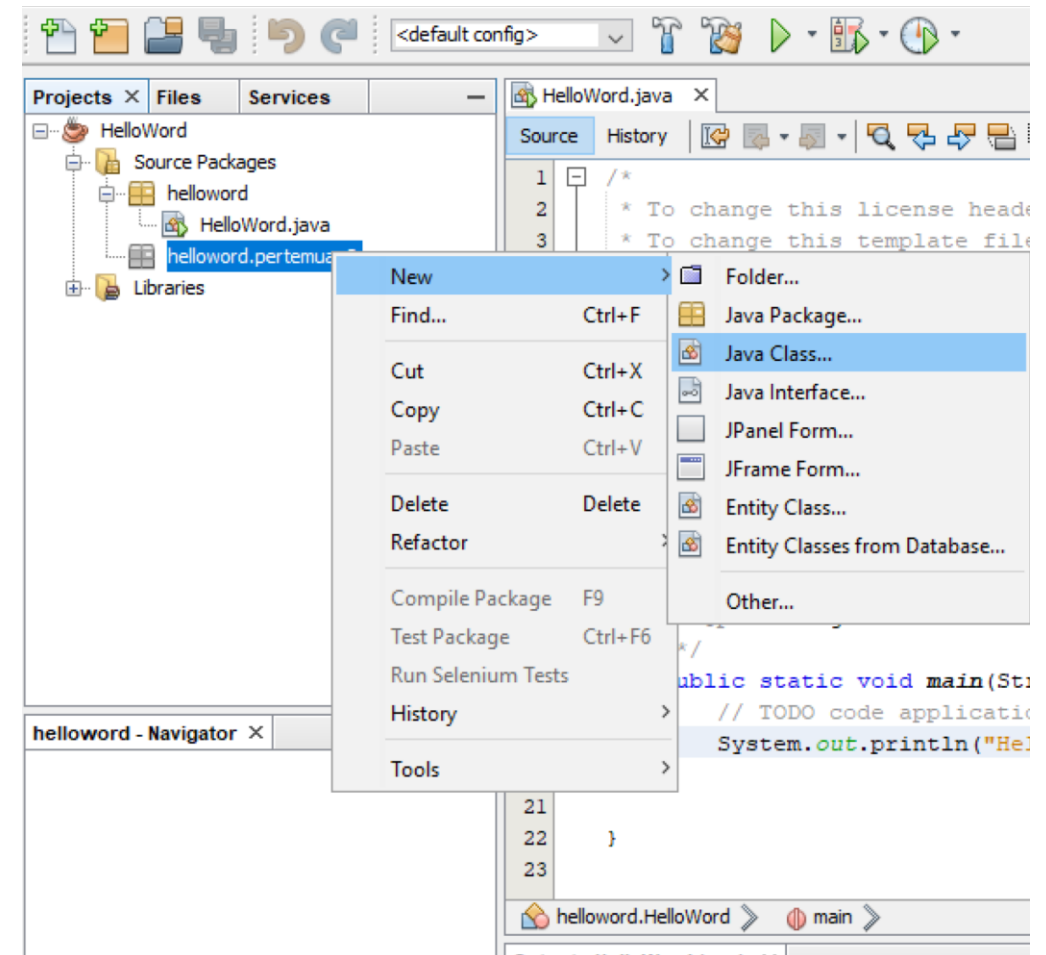 <default config>
Projects Files Services
HelloWord
Source Packages
helloword
HelloWord.java
helloword.pertemua
Libraries
HelloWord.java
Source History
1 /*
2 * To change this license heade
3 * To change this template file
New
Find... Ctrl+F
Cut Ctrl+X
Copy Ctrl+C
Paste Ctrl+V
Delete Delete
Refactor
Compile Package F9
Test Package Ctrl+F6
Run Selenium Tests
History
Tools
Folder...
Java Package...
Java Class...
Java Interface...
JPanel Form...
JFrame Form...
Entity Class...
Entity Classes from Database...
Other...
*/
ublic static void main(Str
// TODO code applicatio
System.out.println("Hel
21
22 }
23
helloword.HelloWord main
helloword - Navigator